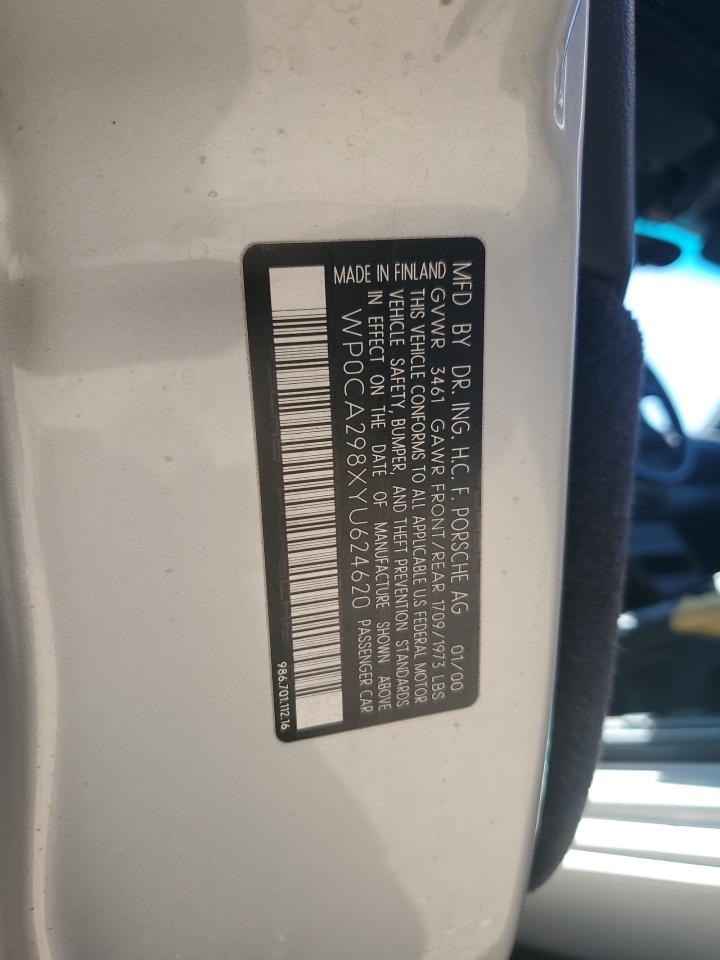 MFD BY DR. ING. H.C. F. PORSCHE AG 01/00
GVWR 3461 GAWR FRONT/REAR 1709/1973 LBS
THIS VEHICLE CONFORMS TO ALL APPLICABLE US FEDERAL MOTOR
VEHICLE SAFETY, BUMPER, AND THEFT PREVENTION STANDARDS
IN EFFECT ON THE DATE OF MANUFACTURE SHOWN ABOVE
MADE IN FINLAND WP0CA298XYU624620 PASSENGER CAR
986.701.112.16